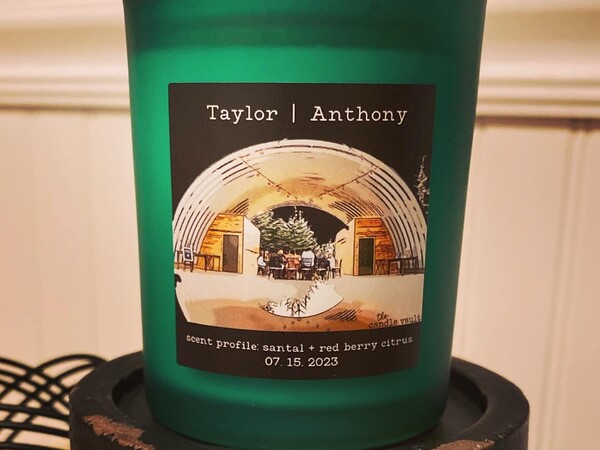 Taylor | Anthony
the
candle vault
scent profile: santal + red berry citrus
07. 15. 2023